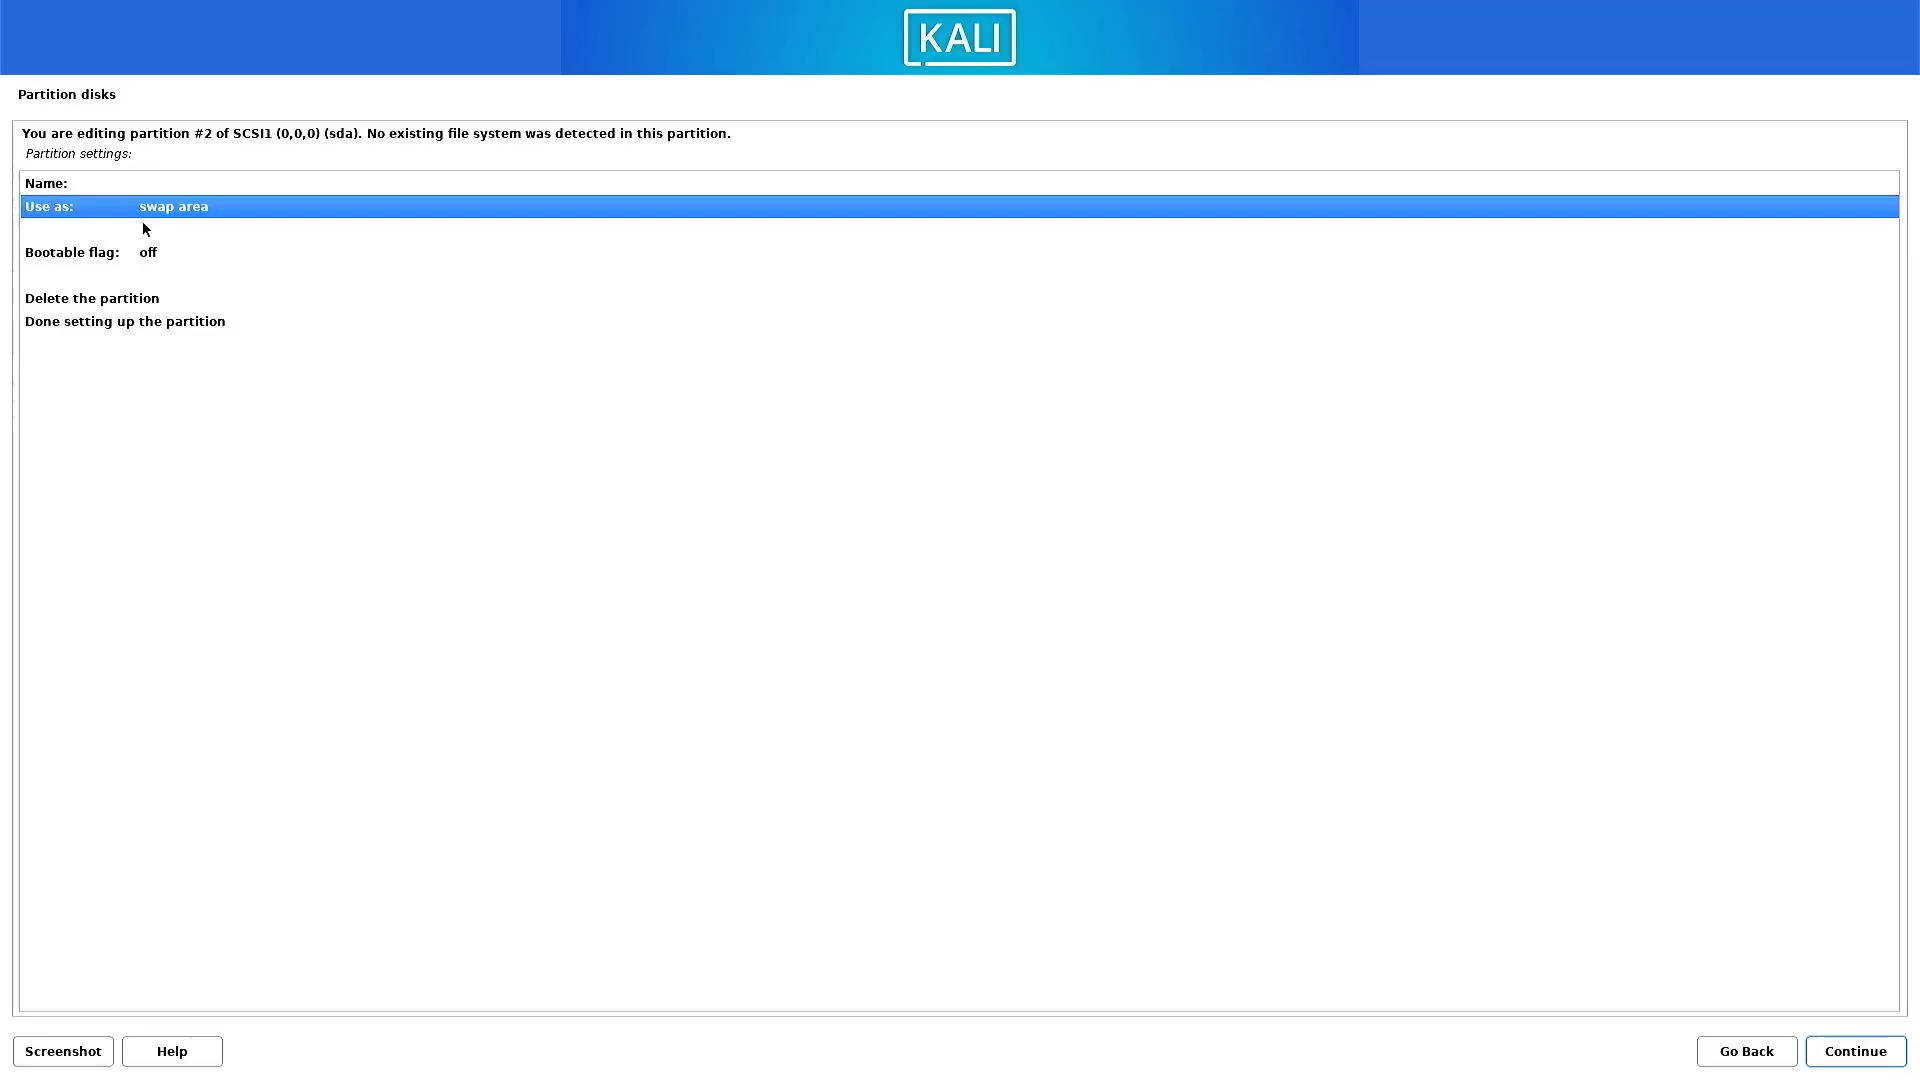 KALI
Partition disks
You are editing partition #2 of SCSI1 (0,0,0) (sda). No existing file system was detected in this partition.
Partition settings:
Name:
Use as: swap area
Bootable flag: off
Delete the partition
Done setting up the partition
Screenshot Help Go Back Continue